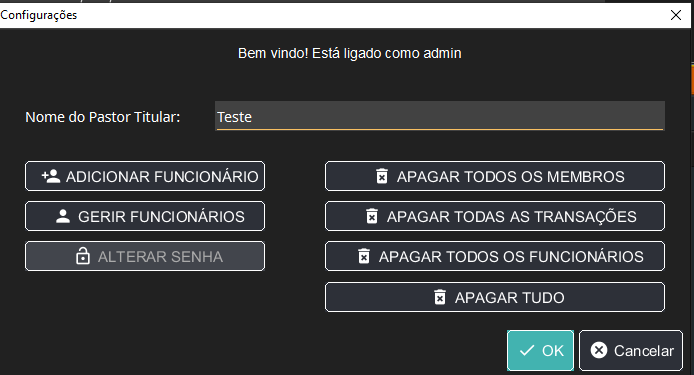 Configurações
Bem vindo! Está ligado como admin
Nome do Pastor Titular: Teste
ADICIONAR FUNCIONÁRIO
GERIR FUNCIONÁRIOS
ALTERAR SENHA
APAGAR TODOS OS MEMBROS
APAGAR TODAS AS TRANSAÇÕES
APAGAR TODOS OS FUNCIONÁRIOS
APAGAR TUDO
OK
Cancelar